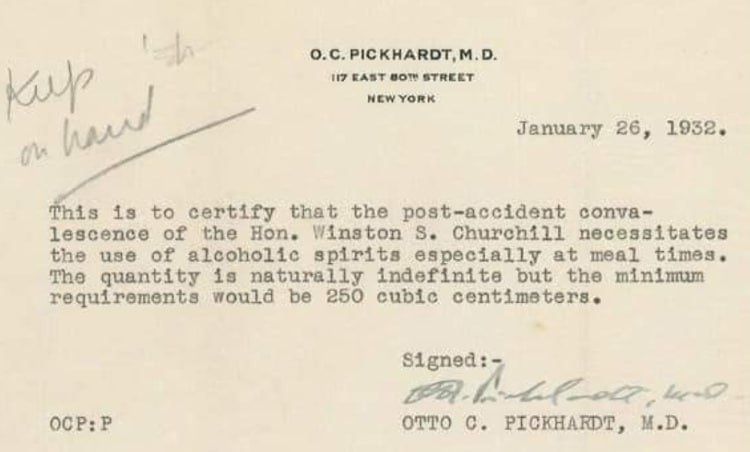 Keep
on hand
O. C. PICKHARDT, M. D.
117 EAST 80TH STREET
NEW YORK
January 26, 1932.
This is to certify that the post-accident conva-
lescence of the Hon. Winston S. Churchill necessitates
the use of alcoholic spirits especially at meal times.
The quantity is naturally indefinite but the minimum
requirements would be 250 cubic centimeters.
Signed:-
Pickhardt, M.D.
OCP:P
OTTO C. PICKHARDT, M.D.